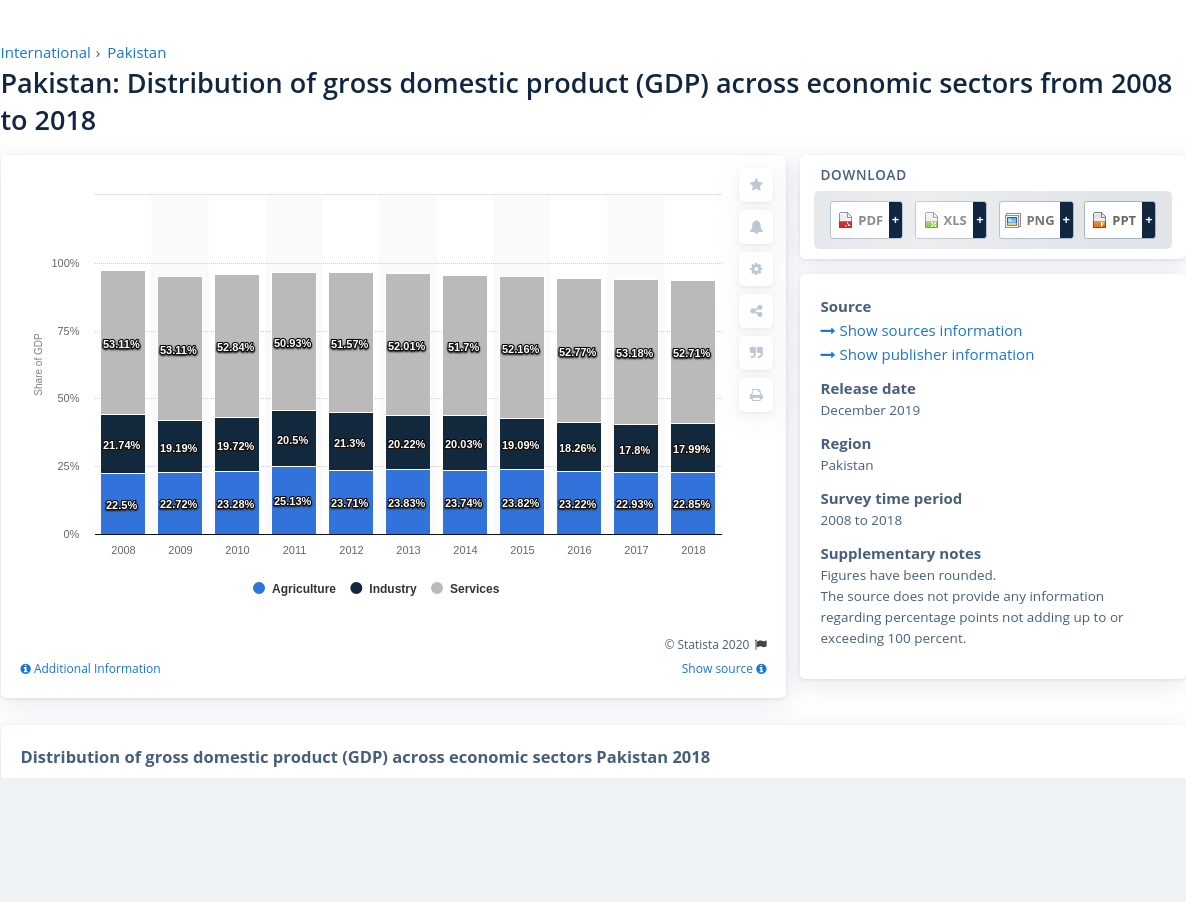 International › Pakistan
Pakistan: Distribution of gross domestic product (GDP) across economic sectors from 2008
to 2018
DOWNLOAD
PDF +
XLS +
PNG +
PPT +
Share of GDP
100%
75%
50%
25%
0%
53.11% 53.11% 52.84% 50.93% 51.57% 52.01% 51.7% 52.16% 52.77% 53.18% 52.71%
21.74% 19.19% 19.72% 20.5% 21.3% 20.22% 20.03% 19.09% 18.26% 17.8% 17.99%
22.5% 22.72% 23.28% 25.13% 23.71% 23.83% 23.74% 23.82% 23.22% 22.93% 22.85%
2008 2009 2010 2011 2012 2013 2014 2015 2016 2017 2018
Agriculture Industry Services
© Statista 2020
Additional Information
Show source
Source
Show sources information
Show publisher information
Release date
December 2019
Region
Pakistan
Survey time period
2008 to 2018
Supplementary notes
Figures have been rounded.
The source does not provide any information
regarding percentage points not adding up to or
exceeding 100 percent.
Distribution of gross domestic product (GDP) across economic sectors Pakistan 2018